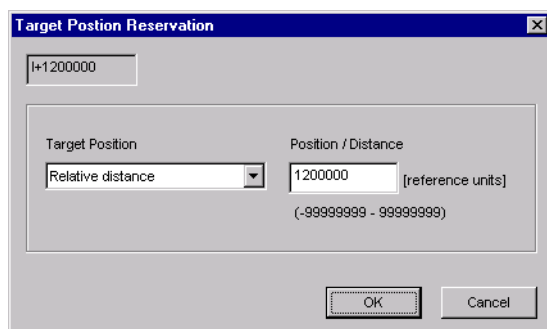 Target Postion Reservation
I+1200000
Target Position
Position / Distance
Relative distance
1200000 [reference units]
(-99999999 - 99999999)
OK Cancel